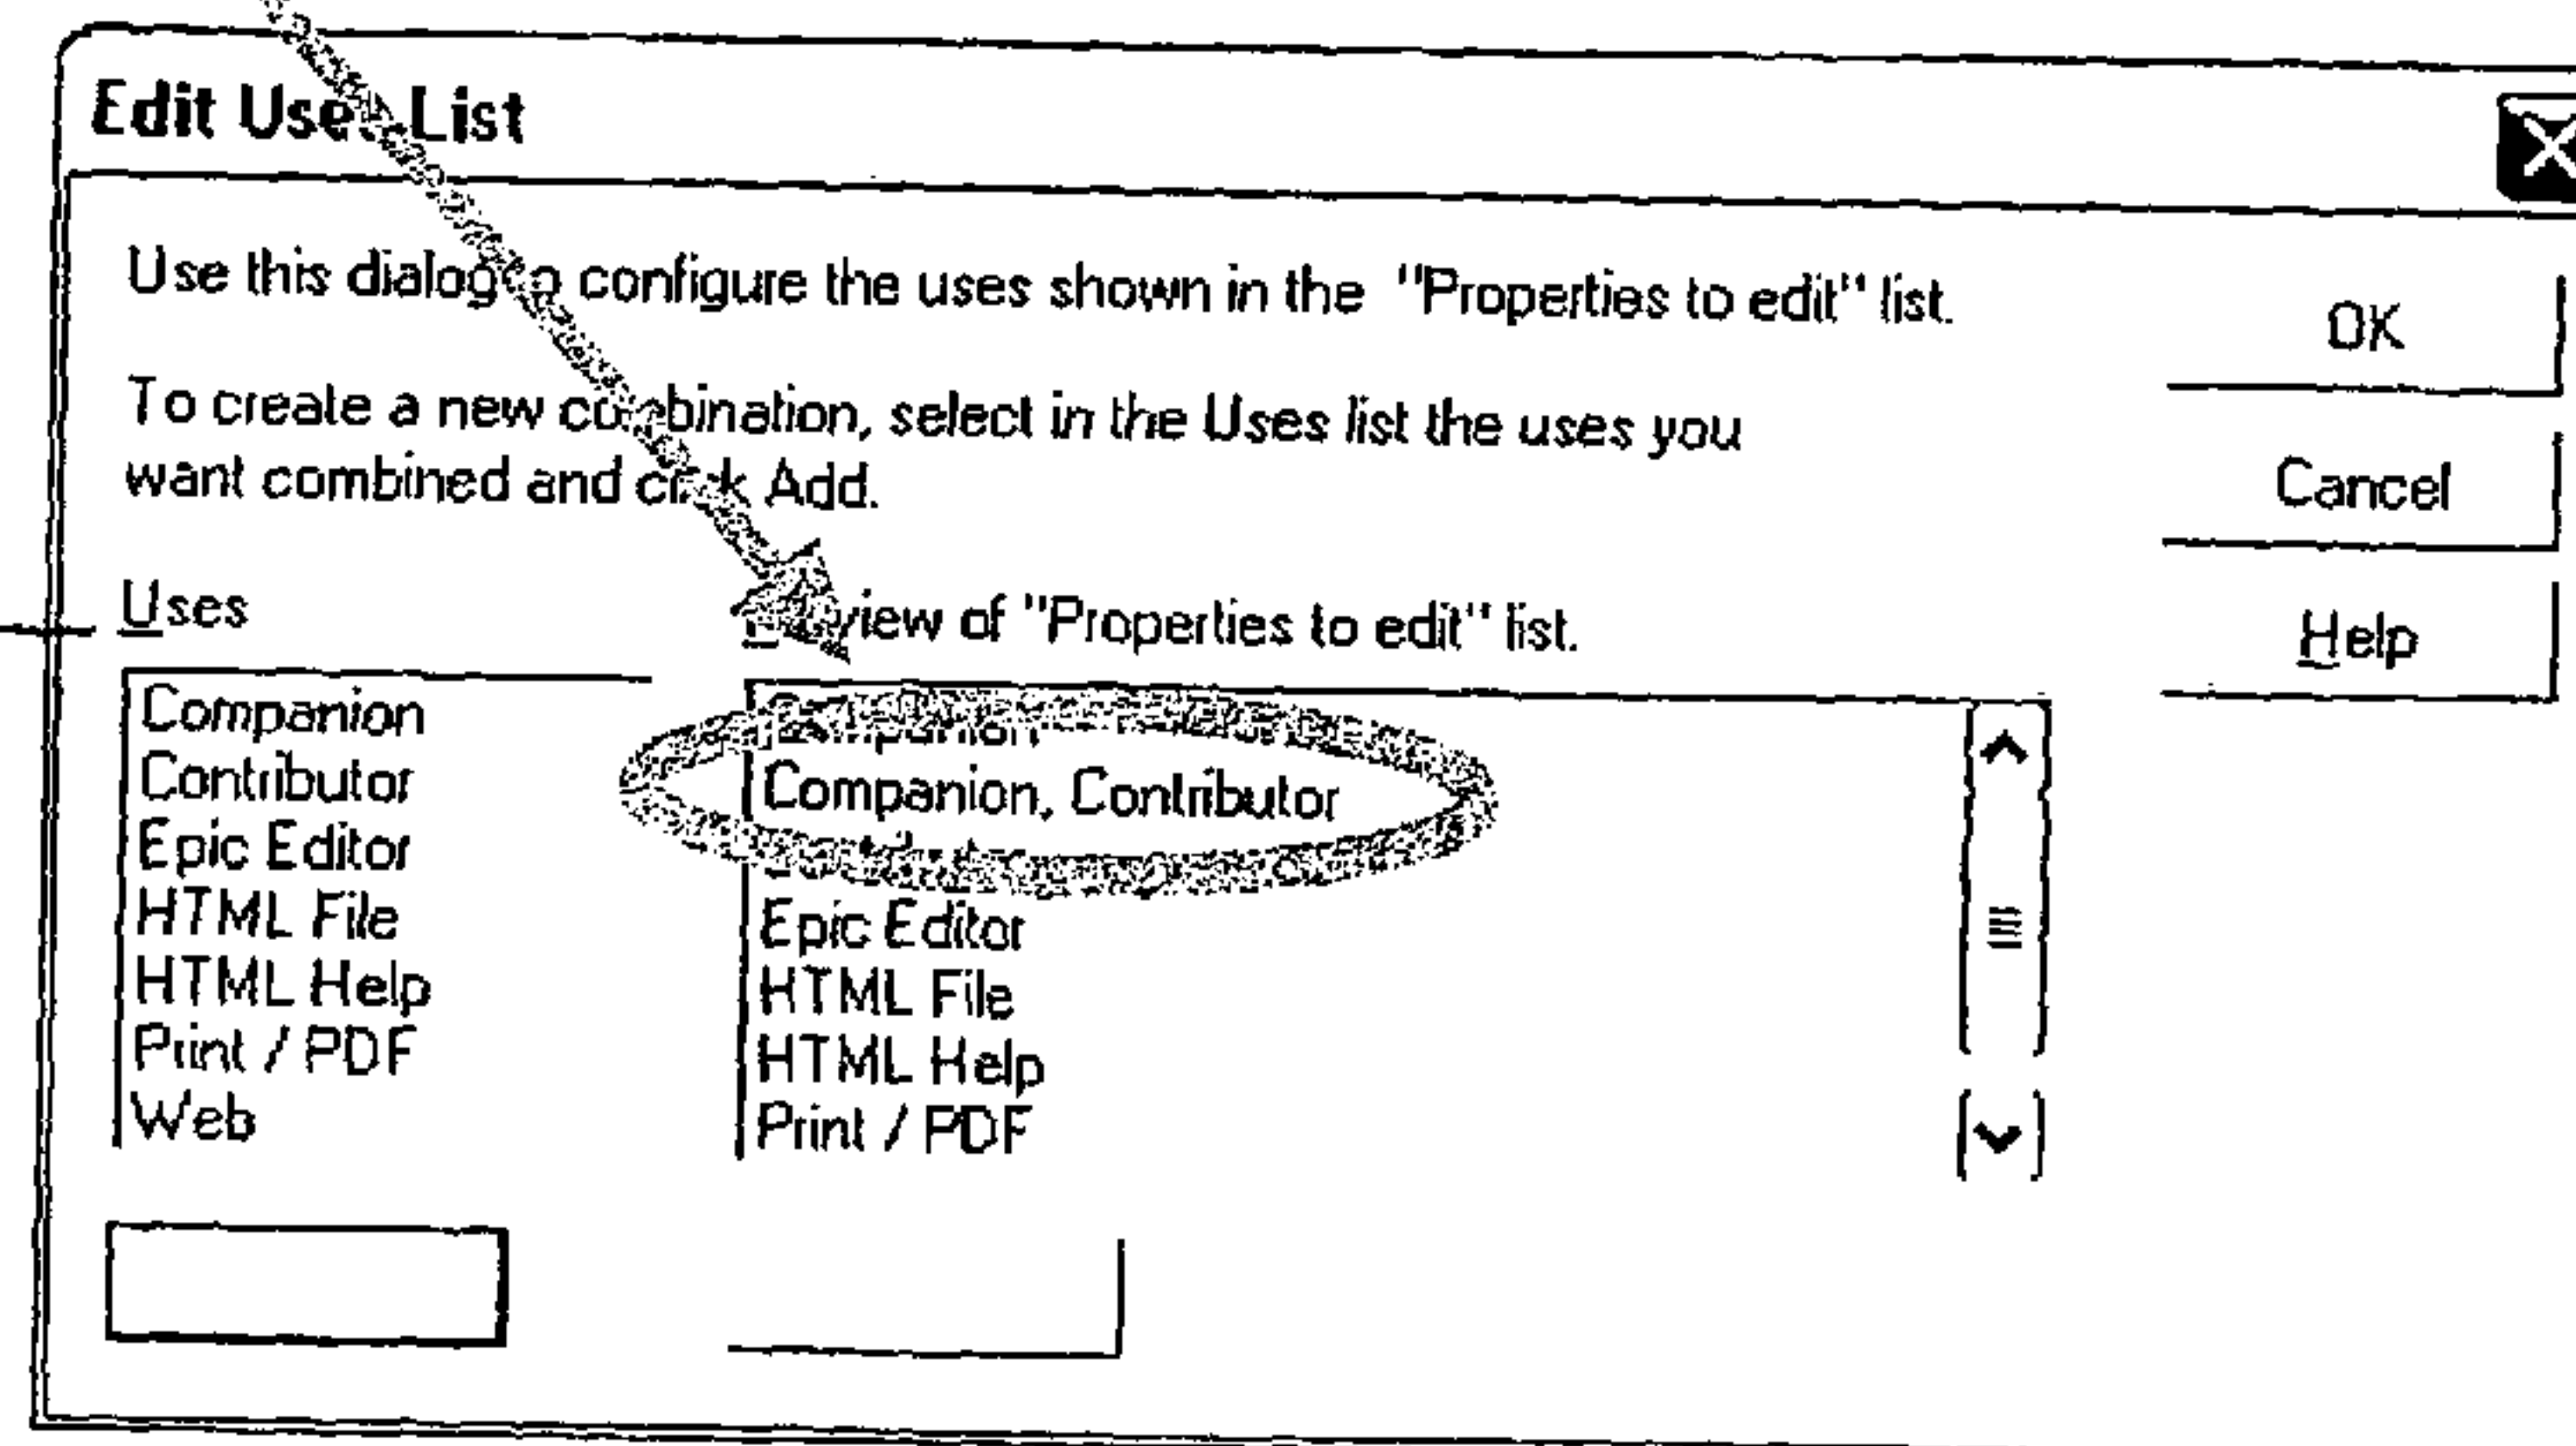 Edit List
Use this dialog configure the uses shown in the "Properties to edit" list.
OK
To create a new combination, select in the Uses list the uses you
want combined and click Add.
Cancel
Uses
of "Properties to edit" list.
Help
Companion
Contributor
Epic Editor
HTML File
HTML Help
Print / PDF
Web
Companion
Companion, Contributor
Epic Editor
HTML File
HTML Help
Print / PDF